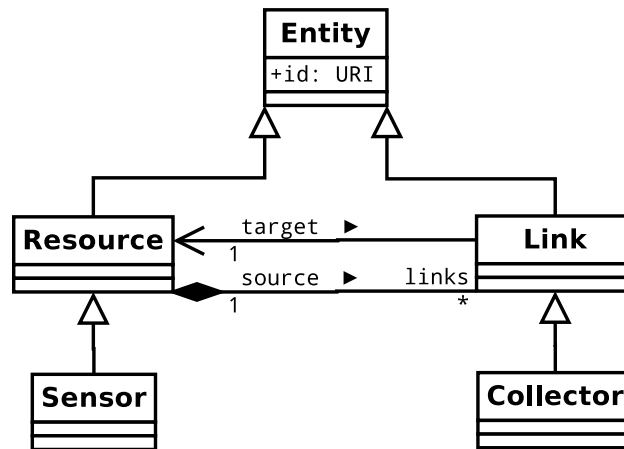 Entity
+id: URI
Resource
target ►
1
Link
source ►
1
links
*
Sensor
Collector